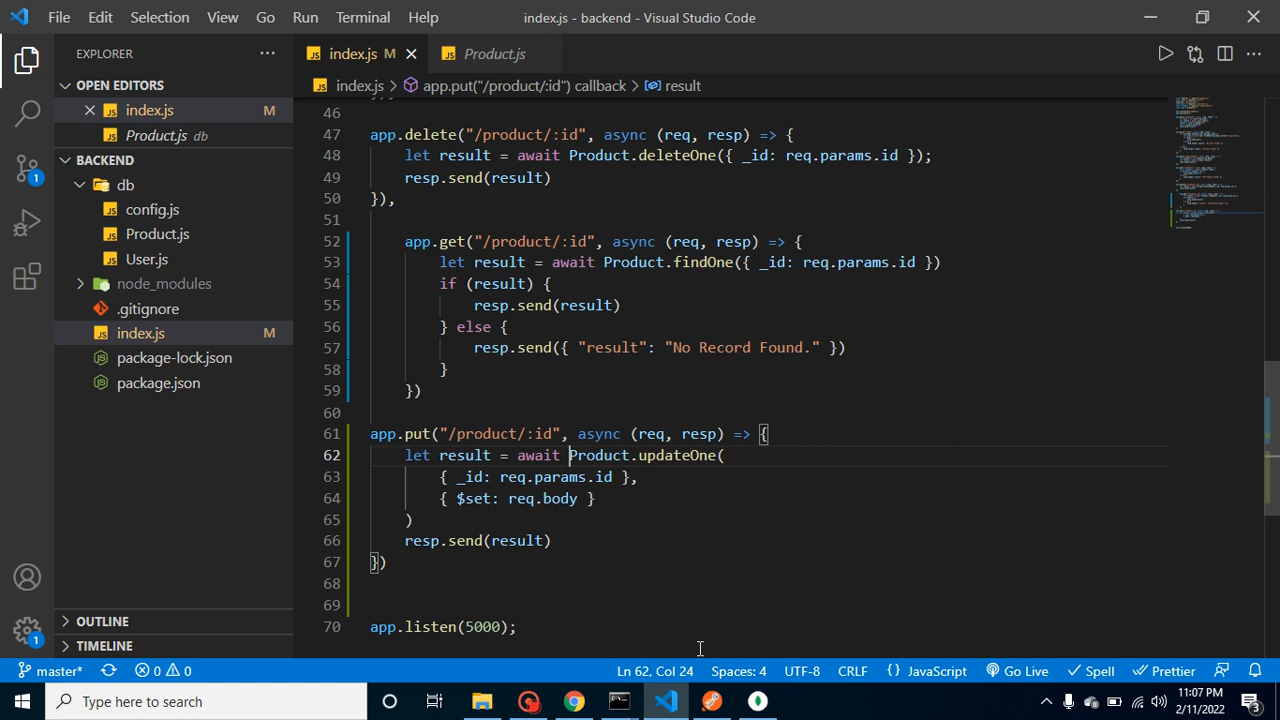 File Edit Selection View Go Run Terminal Help index.js - backend - Visual Studio Code
EXPLORER
OPEN EDITORS
index.js M
Product.js db
BACKEND
db
config.js
Product.js
User.js
node_modules
.gitignore
index.js M
package-lock.json
package.json
OUTLINE
TIMELINE
index.js M Product.js
index.js > app.put("/product/:id") callback > result
46
47 app.delete("/product/:id", async (req, resp) => {
48 let result = await Product.deleteOne({ _id: req.params.id });
49 resp.send(result)
50 }),
51
52 app.get("/product/:id", async (req, resp) => {
53 let result = await Product.findOne({ _id: req.params.id })
54 if (result) {
55 resp.send(result)
56 } else {
57 resp.send({ "result": "No Record Found." })
58 }
59 })
60
61 app.put("/product/:id", async (req, resp) => {
62 let result = await Product.updateOne(
63 { _id: req.params.id },
64 { $set: req.body }
65 )
66 resp.send(result)
67 })
68
69
70 app.listen(5000);
1
1
master* 0 0 Ln 62, Col 24 Spaces: 4 UTF-8 CRLF {} JavaScript Go Live Spell Prettier
Type here to search
11:07 PM
2/11/2022
3